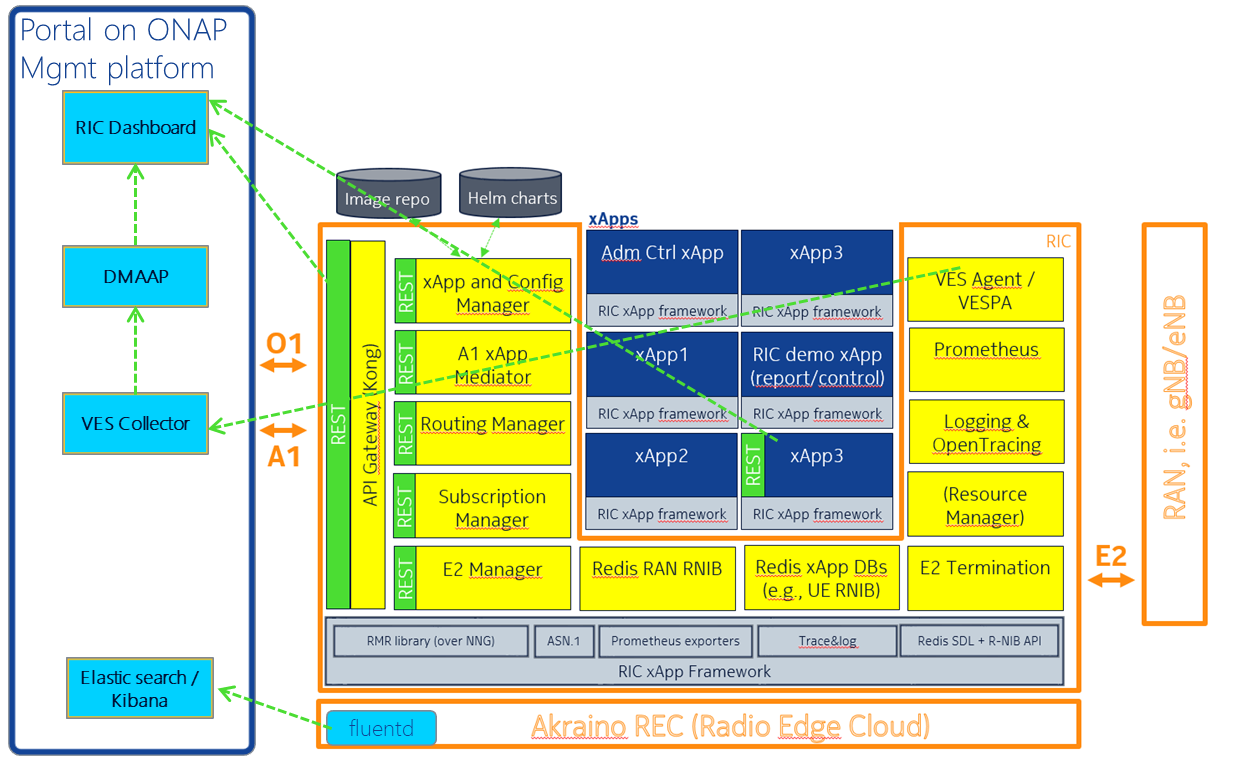 Portal on ONAP
Mgmt platform
RIC Dashboard
DMAAP
VES Collector
Elastic search /
Kibana
O1
A1
Image repo
Helm charts
REST
API Gateway (Kong)
REST
xApp and Config
Manager
REST
A1 xApp
Mediator
REST
Routing Manager
REST
Subscription
Manager
REST
E2 Manager
xApps
Adm Ctrl xApp
RIC xApp framework
xApp3
RIC xApp framework
xApp1
RIC xApp framework
RIC demo xApp
(report/control)
RIC xApp framework
xApp2
RIC xApp framework
REST
xApp3
RIC xApp framework
Redis RAN RNIB
Redis xApp DBs
(e.g., UE RNIB)
RIC
VES Agent /
VESPA
Prometheus
Logging &
OpenTracing
(Resource
Manager)
E2 Termination
RMR library (over NNG)
ASN.1
Prometheus exporters
Trace&log
Redis SDL + R-NIB API
RIC xApp Framework
fluentd
Akraino REC (Radio Edge Cloud)
E2
RAN, i.e. gNB/eNB